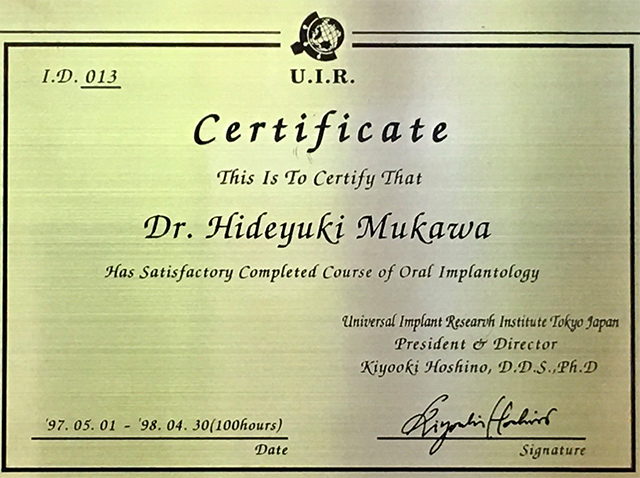 I.D. 013
U.I.R.
Certificate
This Is To Certify That
Dr. Hideyuki Mukawa
Has Satisfactory Completed Course of Oral Implantology
Universal Implant Researvh Institute Tokyo Japan
President & Director
Kiyooki Hoshino, D.D.S.,Ph.D
'97. 05. 01 - '98. 04. 30(100hours)
Date
Signature